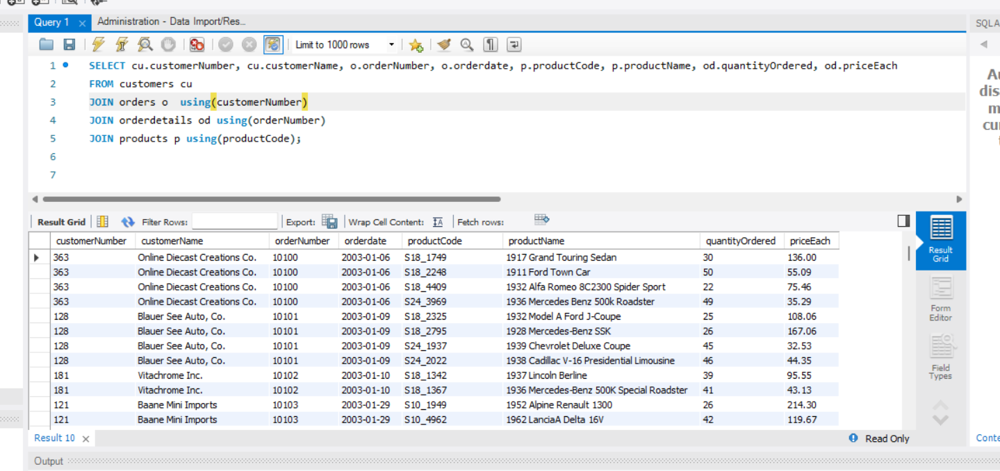 Query 1 Administration - Data Import/Res...
SQLA
Limit to 1000 rows
1 SELECT cu.customerNumber, cu.customerName, o.orderNumber, o.orderdate, p.productCode, p.productName, od.quantityOrdered, od.priceEach
2 FROM customers cu
3 JOIN orders o  using(customerNumber)
4 JOIN orderdetails od using(orderNumber)
5 JOIN products p using(productCode);
6
7
Result Grid Filter Rows: Export: Wrap Cell Content: Fetch rows:
customerNumber customerName orderNumber orderdate productCode productName quantityOrdered priceEach
363 Online Diecast Creations Co. 10100 2003-01-06 S18_1749 1917 Grand Touring Sedan 30 136.00
363 Online Diecast Creations Co. 10100 2003-01-06 S18_2248 1911 Ford Town Car 50 55.09
363 Online Diecast Creations Co. 10100 2003-01-06 S18_4409 1932 Alfa Romeo 8C2300 Spider Sport 22 75.46
363 Online Diecast Creations Co. 10100 2003-01-06 S24_3969 1936 Mercedes Benz 500k Roadster 49 35.29
128 Blauer See Auto, Co. 10101 2003-01-09 S18_2325 1932 Model A Ford J-Coupe 25 108.06
128 Blauer See Auto, Co. 10101 2003-01-09 S18_2795 1928 Mercedes-Benz SSK 26 167.06
128 Blauer See Auto, Co. 10101 2003-01-09 S24_1937 1939 Chevrolet Deluxe Coupe 45 32.53
128 Blauer See Auto, Co. 10101 2003-01-09 S24_2022 1938 Cadillac V-16 Presidential Limousine 46 44.35
181 Vitachrome Inc. 10102 2003-01-10 S18_1342 1937 Lincoln Berline 39 95.55
181 Vitachrome Inc. 10102 2003-01-10 S18_1367 1936 Mercedes-Benz 500K Special Roadster 41 43.13
121 Baane Mini Imports 10103 2003-01-29 S10_1949 1952 Alpine Renault 1300 26 214.30
121 Baane Mini Imports 10103 2003-01-29 S10_4962 1962 LanciaA Delta 16V 42 119.67
Result
Grid
Form
Editor
Field
Types
Result 10
Read Only
Output